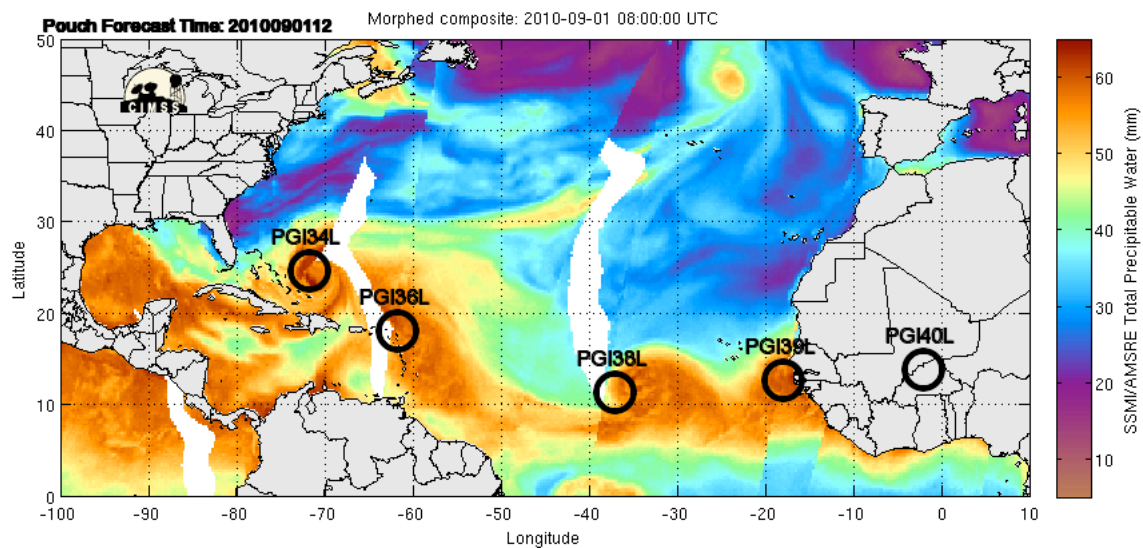 Pouch Forecast Time: 2010090112
Morphed composite: 2010-09-01 08:00:00 UTC
CIMSS
50
40
30
20
10
0
Latitude
PGI34L
PGI36L
PGI38L
PGI39L
PGI40L
-100
-90
-80
-70
-60
-50
-40
-30
-20
-10
0
10
Longitude
60
50
40
30
20
10
SSMI/AMSRE Total Precipitable Water (mm)